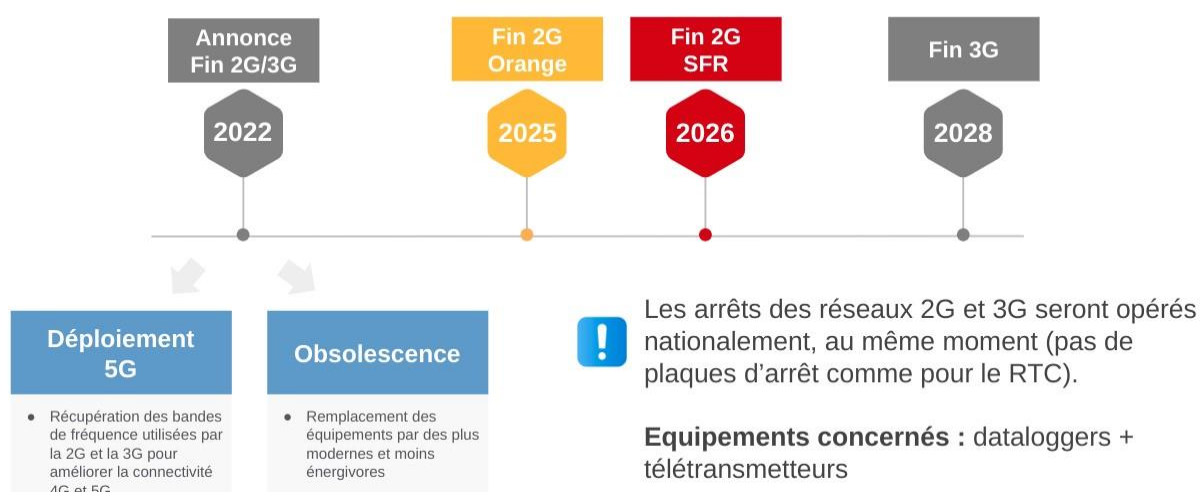 Annonce
Fin 2G/3G
Fin 2G
Orange
Fin 2G
SFR
Fin 3G
2022
2025
2026
2028
Déploiement
5G
Récupération des bandes
de fréquence utilisées par
la 2G et la 3G pour
améliorer la connectivité
4G et 5G
Obsolescence
Remplacement des
équipements par des plus
modernes et moins
énergivores
Les arrêts des réseaux 2G et 3G seront opérés
nationalement, au même moment (pas de
plaques d’arrêt comme pour le RTC).
Equipements concernés : dataloggers +
télétransmetteurs